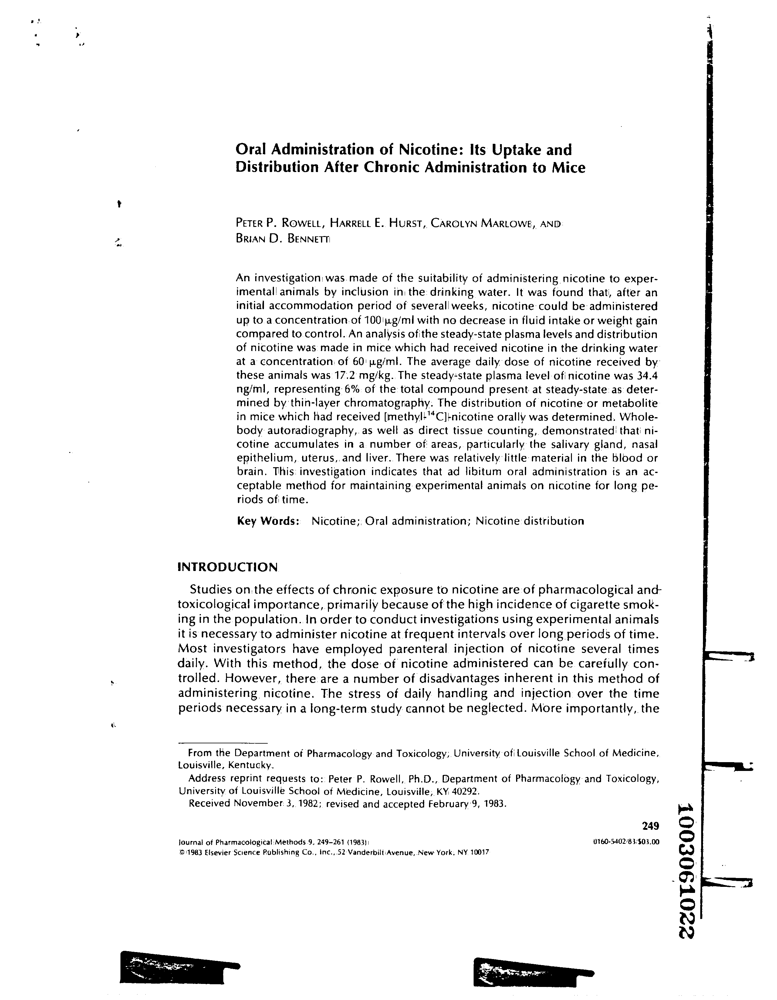 Oral Administration of Nicotine: Its Uptake and
Distribution After Chronic Administration to Mice
PETER P. ROWELL, HARRELL E. HURST, CAROLYN MARLOWE, AND
BRIAN D. BENNETT
An investigation was made of the suitability of administering nicotine to exper-
imental animals by inclusion in the drinking water. It was found that, after an
initial accommodation period of several weeks, nicotine could be administered
up to a concentration of 100 μg/ml with no decrease in fluid intake or weight gain
compared to control. An analysis of the steady-state plasma levels and distribution
of nicotine was made in mice which had received nicotine in the drinking water
at a concentration of 60 μg/ml. The average daily dose of nicotine received by
these animals was 17.2 mg/kg. The steady-state plasma level of nicotine was 34.4
ng/ml, representing 6% of the total compound present at steady-state as deter-
mined by thin-layer chromatography. The distribution of nicotine or metabolite
in mice which had received [methyl-¹⁴C]-nicotine orally was determined. Whole-
body autoradiography, as well as direct tissue counting, demonstrated that ni-
cotine accumulates in a number of areas, particularly the salivary gland, nasal
epithelium, uterus, and liver. There was relatively little material in the blood or
brain. This investigation indicates that ad libitum oral administration is an ac-
ceptable method for maintaining experimental animals on nicotine for long pe-
riods of time.
Key Words: Nicotine; Oral administration; Nicotine distribution
INTRODUCTION
Studies on the effects of chronic exposure to nicotine are of pharmacological and
toxicological importance, primarily because of the high incidence of cigarette smok-
ing in the population. In order to conduct investigations using experimental animals
it is necessary to administer nicotine at frequent intervals over long periods of time.
Most investigators have employed parenteral injection of nicotine several times
daily. With this method, the dose of nicotine administered can be carefully con-
trolled. However, there are a number of disadvantages inherent in this method of
administering nicotine. The stress of daily handling and injection over the time
periods necessary in a long-term study cannot be neglected. More importantly, the
From the Department of Pharmacology and Toxicology, University of Louisville School of Medicine,
Louisville, Kentucky.
Address reprint requests to: Peter P. Rowell, Ph.D., Department of Pharmacology and Toxicology,
University of Louisville School of Medicine, Louisville, KY 40292.
Received November 3, 1982; revised and accepted February 9, 1983.
249
Journal of Pharmacological Methods 9, 249-261 (1983)
© 1983 Elsevier Science Publishing Co., Inc., 52 Vanderbilt Avenue, New York, NY 10017
0160-5402/83/$03.00
1003061022